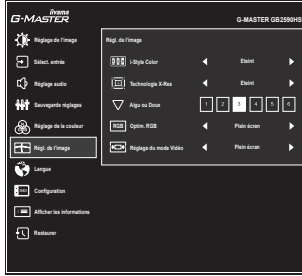 iiyama
G-MASTER
G-MASTER GB2590HS
Réglage de l'image
Sélect. entrée
Réglage audio
Sauvegarde réglages
Réglage de la couleur
Régl. de l'image
Langue
Configuration
Afficher les informations
Restaurer
Régl. de l'image
i-Style Color
Eteint
Technologie X-Res
Eteint
Aigu ou Doux
1 2 3 4 5 6
RGB
Optim. RGB
Plein écran
Réglage du mode Vidéo
Plein écran